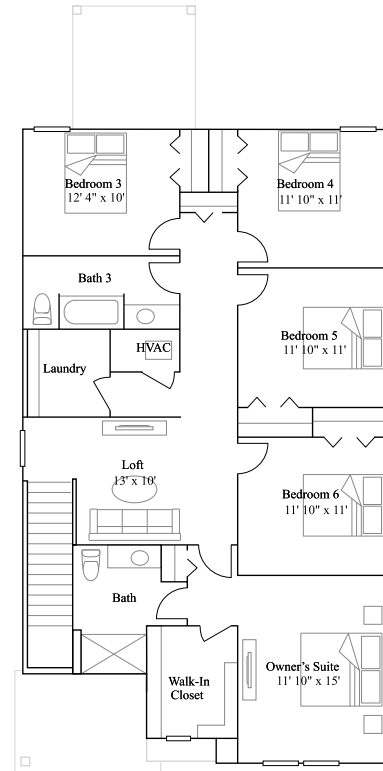 Bedroom 3
12' 4" x 10'
Bedroom 4
11' 10" x 11'
Bath 3
HVAC
Laundry
Bedroom 5
11' 10" x 11'
Loft
13' x 10'
Bedroom 6
11' 10" x 11'
Bath
Walk-In
Closet
Owner's Suite
11' 10" x 15'